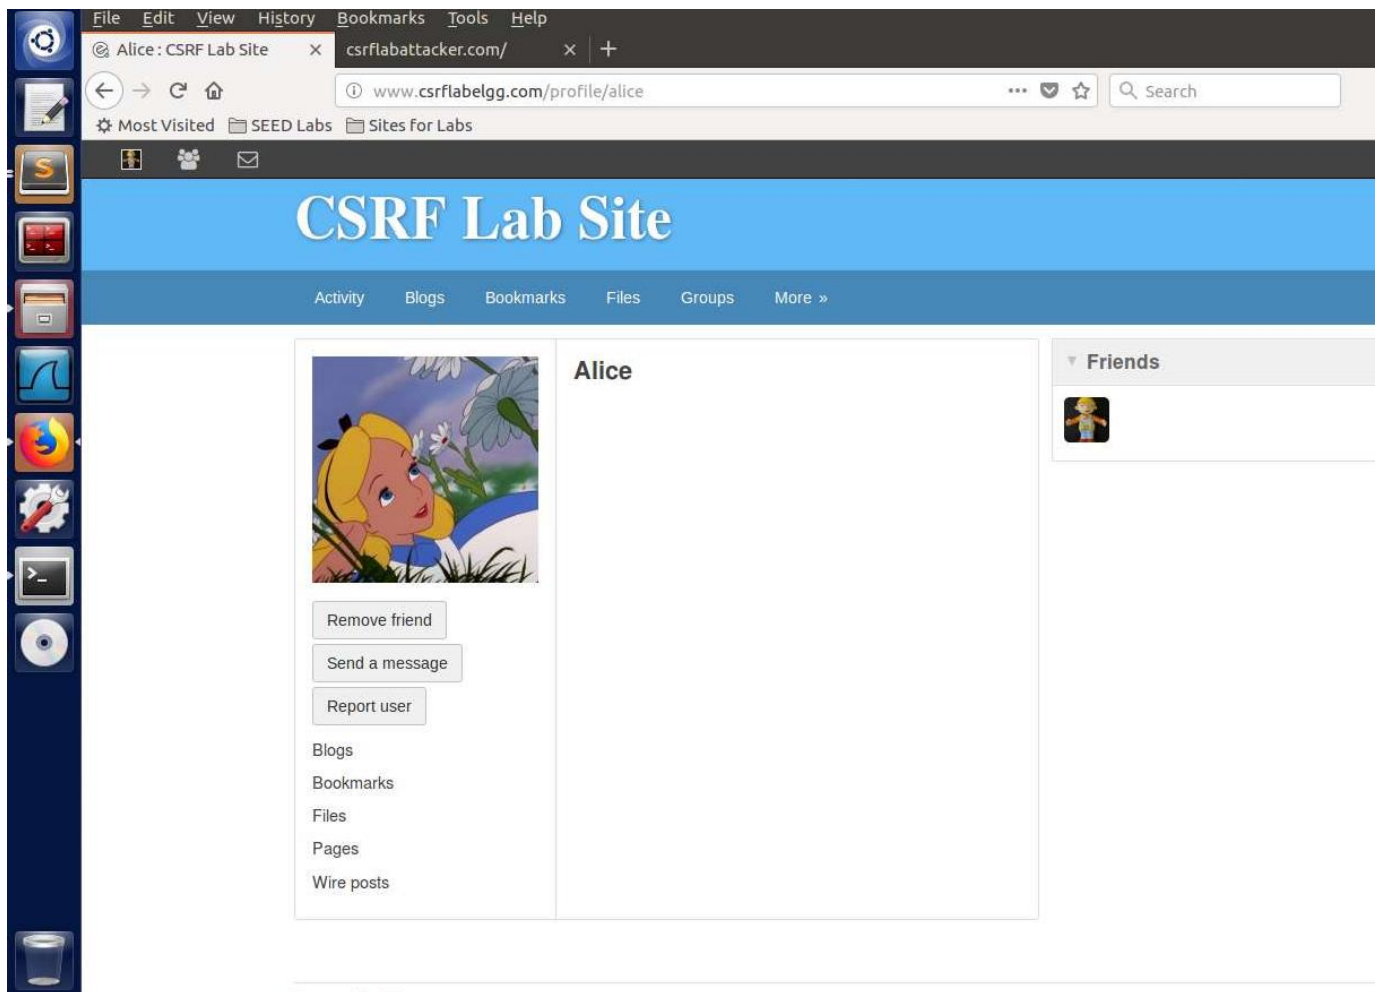 File Edit View History Bookmarks Tools Help
Alice : CSRF Lab Site × csrflabattacker.com/ × +
www.csrflabelgg.com/profile/alice ••• Search
Most Visited SEED Labs Sites for Labs
CSRF Lab Site
Activity Blogs Bookmarks Files Groups More »
Alice
Friends
Remove friend
Send a message
Report user
Blogs
Bookmarks
Files
Pages
Wire posts